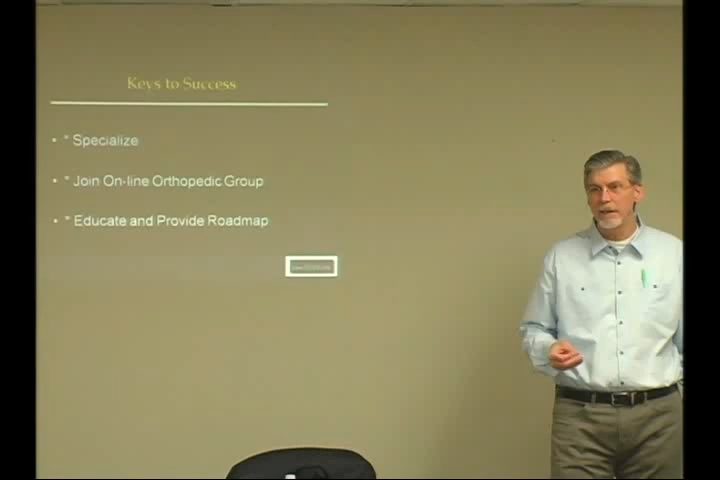 Keys to Success
• * Specialize
• * Join On-line Orthopedic Group
• * Educate and Provide Roadmap